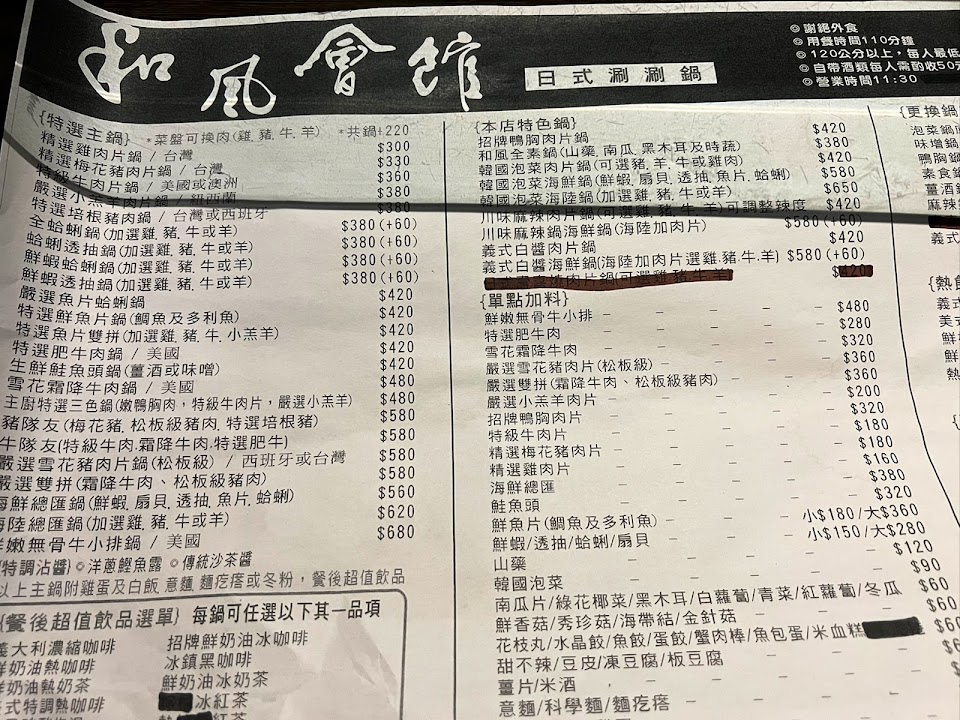 和風會館
日式涮涮鍋
◎謝絕外食
◎用餐時間110分鐘
◎120公分以上，每人最低
◎自帶酒類每人需酌收50元
◎營業時間11:30
{特選主鍋} *菜盤可換肉(雞.豬.牛.羊) *共鍋+220
精選雞肉片鍋 / 台灣 $300
精選梅花豬肉片鍋 / 台灣 $330
特級牛肉片鍋 / 美國或澳洲 $360
嚴選小羔羊肉片鍋 / 紐西蘭 $380
特選培根豬肉鍋 / 台灣或西班牙 $380
全蛤蜊鍋(加選雞.豬.牛或羊) $380(+60)
蛤蜊透抽鍋(加選雞.豬.牛或羊) $380(+60)
鮮蝦蛤蜊鍋(加選雞.豬.牛或羊) $380(+60)
鮮蝦透抽鍋(加選雞.豬.牛或羊) $380(+60)
嚴選魚片蛤蜊鍋 $420
特選鮮魚片鍋(鯛魚及多利魚) $420
特選魚片雙拼(加選雞.豬.牛.小羔羊) $420
特選肥牛肉鍋 / 美國 $420
生鮮鮭魚頭鍋(薑酒或味噌) $420
雪花霜降牛肉鍋 / 美國 $480
主廚特選三色鍋(嫩鴨胸肉，特級牛肉片，嚴選小羔羊) $480
豬隊友(梅花豬.松板級豬肉.特選培根豬) $580
牛隊友(特級牛肉.霜降牛肉.特選肥牛) $580
嚴選雪花豬肉片鍋(松板級) / 西班牙或台灣 $580
嚴選雙拼(霜降牛肉、松板級豬肉) $580
海鮮總匯鍋(鮮蝦.扇貝.透抽.魚片.蛤蜊) $560
海陸總匯鍋(加選雞.豬.牛或羊) $620
鮮嫩無骨牛小排鍋 / 美國 $680
{特調沾醬} ◎洋蔥鰹魚露 ◎傳統沙茶醬
以上主鍋附雞蛋及白飯.意麵.麵疙瘩或冬粉，餐後超值飲品
{餐後超值飲品選單} 每鍋可任選以下其一品項
義大利濃縮咖啡 招牌鮮奶油冰咖啡
鮮奶油熱咖啡 冰鎮黑咖啡
鮮奶油熱奶茶 鮮奶油冰奶茶
美式特調熱咖啡 冰紅茶
紅茶
{本店特色鍋}
招牌鴨胸肉片鍋 $420
和風全素鍋(山藥.南瓜.黑木耳及時蔬) $380
韓國泡菜肉片鍋(可選豬.羊.牛或雞肉) $420
韓國泡菜海鮮鍋(鮮蝦.扇貝.透抽.魚片.蛤蜊) $580
韓國泡菜海陸鍋(加選雞.豬.牛或羊) $650
川味麻辣肉片鍋(可選雞.豬.牛.羊)可調整辣度 $420
川味麻辣鍋海鮮鍋(海陸加肉片) $580(+60)
義式白醬肉片鍋 $420
義式白醬海鮮鍋(海陸加肉片選雞.豬.牛.羊) $580(+60)
$420
{單點加料}
鮮嫩無骨牛小排 $480
特選肥牛肉 $280
雪花霜降牛肉 $320
嚴選雪花豬肉片(松板級) $360
嚴選雙拼(霜降牛肉、松板級豬肉) $360
嚴選小羔羊肉片 $200
招牌鴨胸肉片 $320
特級牛肉片 $180
精選梅花豬肉片 $180
精選雞肉片 $160
海鮮總匯 $380
鮭魚頭 $320
鮮魚片(鯛魚及多利魚) 小$180/大$360
鮮蝦/透抽/蛤蜊/扇貝 小$150/大$280
山藥 $120
韓國泡菜 $90
南瓜片/綠花椰菜/黑木耳/白蘿蔔/青菜/紅蘿蔔/冬瓜 $60
鮮香菇/秀珍菇/海帶結/金針菇 $60
花枝丸/水晶餃/魚餃/蛋餃/蟹肉棒/魚包蛋/米血糕
甜不辣/豆皮/凍豆腐/板豆腐
薑片/米酒
意麵/科學麵/麵疙瘩
{更換鍋
泡菜鍋
味噌鍋
鴨胸鍋
素食鍋
薑酒鍋
麻辣
義式
{熱飲
義式
美式
鮮
鮮
熱